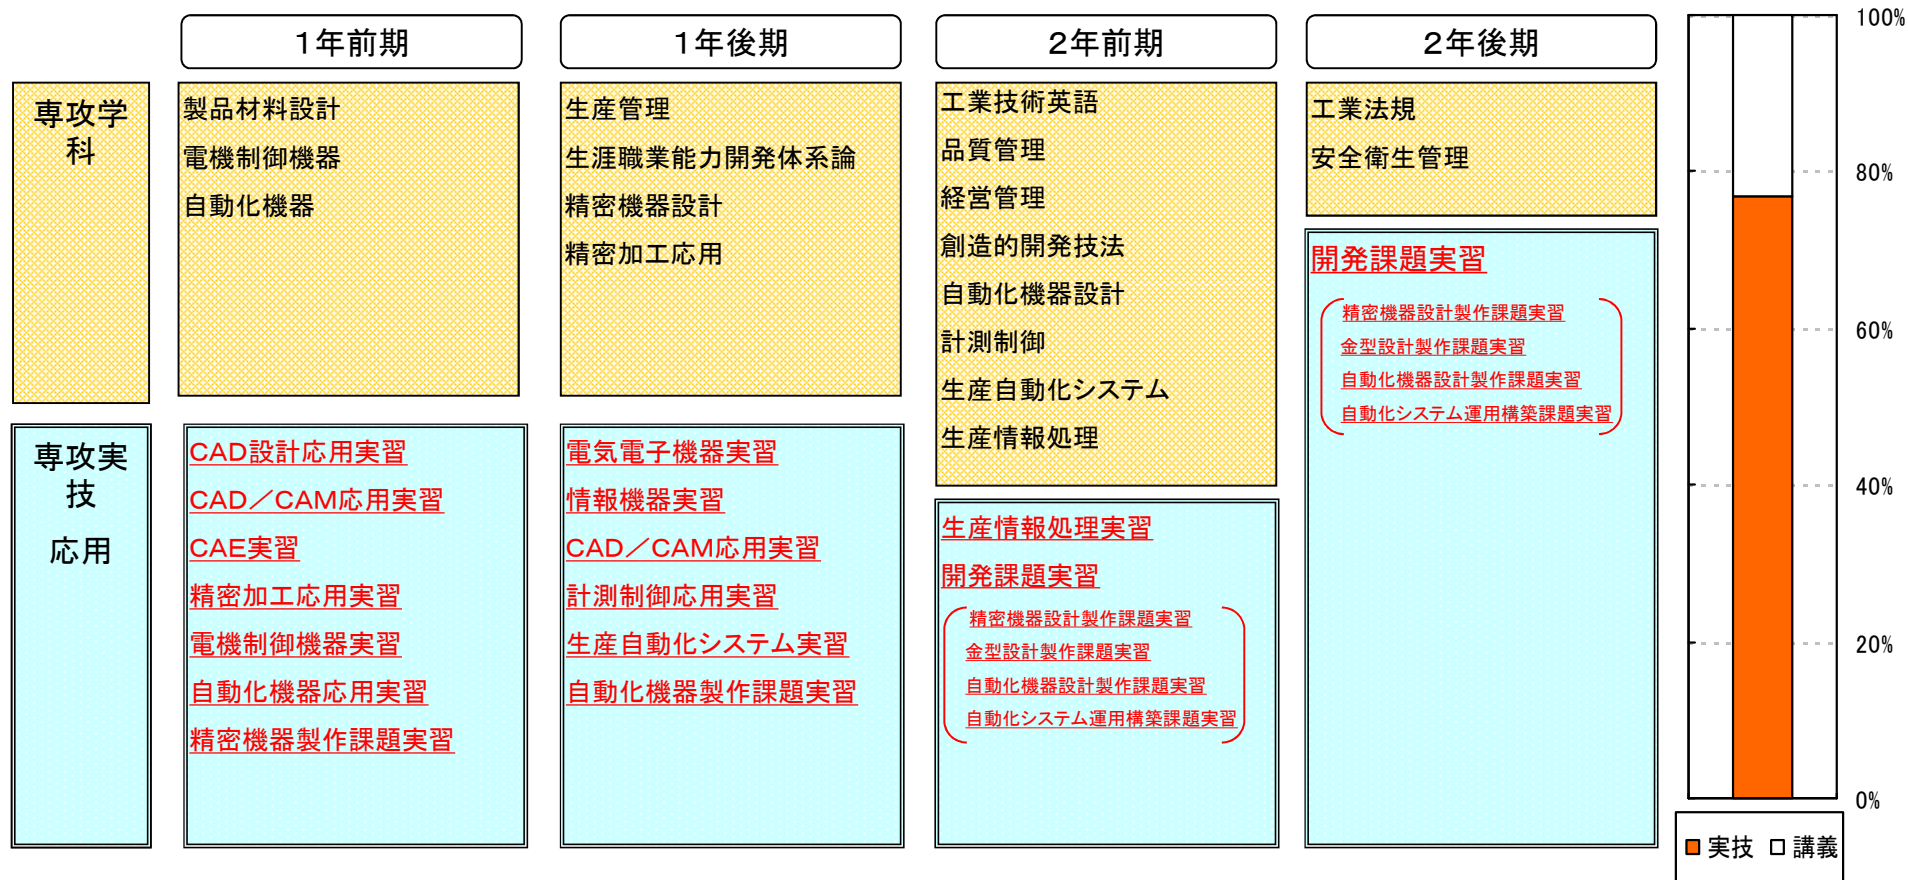 1年前期
1年後期
2年前期
2年後期
専攻学
科
製品材料設計
電機制御機器
自動化機器
生産管理
生涯職業能力開発体系論
精密機器設計
精密加工応用
工業技術英語
品質管理
経営管理
創造的開発技法
自動化機器設計
計測制御
生産自動化システム
生産情報処理
工業法規
安全衛生管理
専攻実
技
応用
CAD設計応用実習
CAD／CAM応用実習
CAE実習
精密加工応用実習
電機制御機器実習
自動化機器応用実習
精密機器製作課題実習
電気電子機器実習
情報機器実習
CAD／CAM応用実習
計測制御応用実習
生産自動化システム実習
自動化機器製作課題実習
生産情報処理実習
開発課題実習
精密機器設計製作課題実習
金型設計製作課題実習
自動化機器設計製作課題実習
自動化システム運用構築課題実習
開発課題実習
精密機器設計製作課題実習
金型設計製作課題実習
自動化機器設計製作課題実習
自動化システム運用構築課題実習
100%
80%
60%
40%
20%
0%
実技 講義